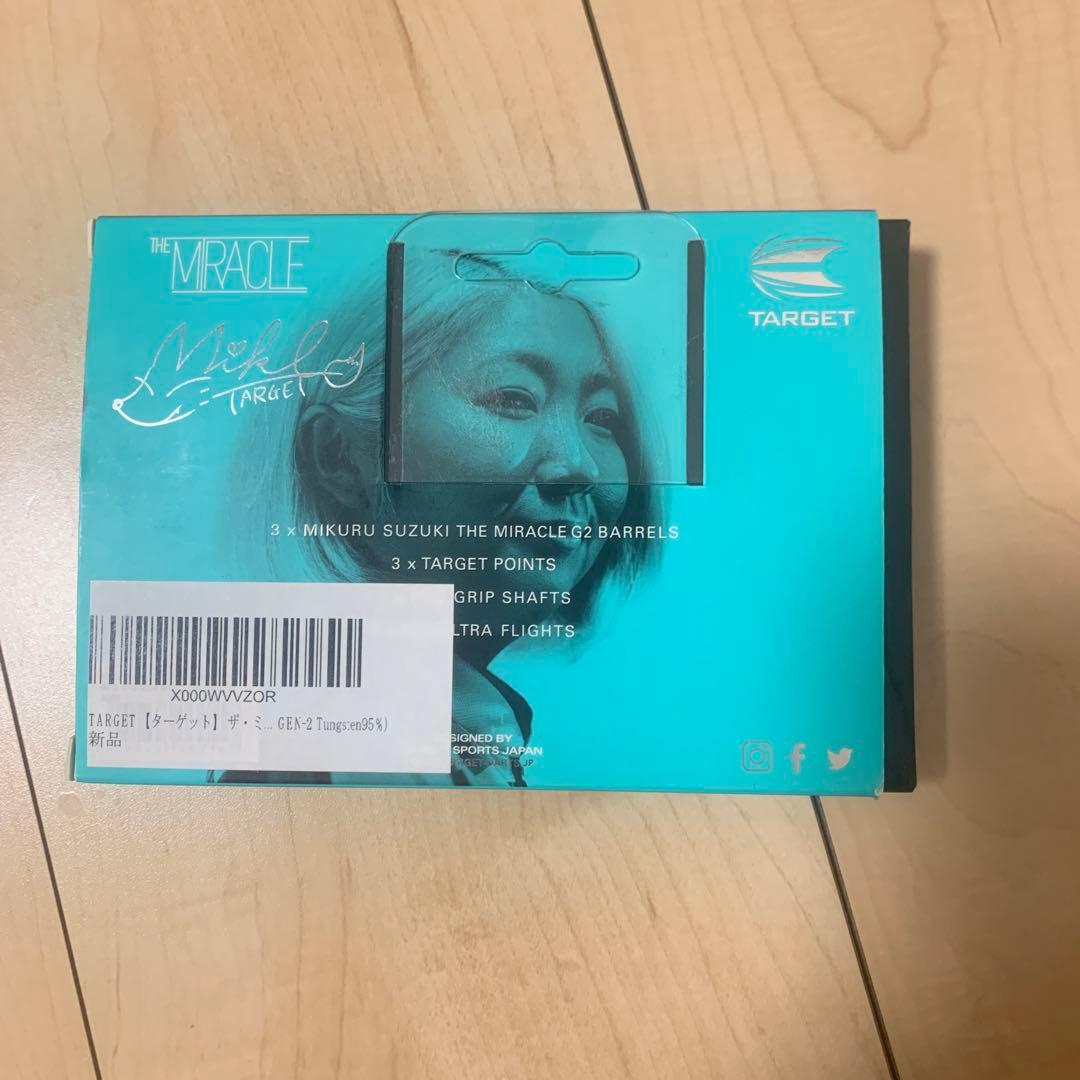 THE MIRACLE
TARGET
Mikl
TARGET
3 x MIKURU SUZUKI THE MIRACLE G2 BARRELS
3 x TARGET POINTS
GRIP SHAFTS
LTRA FLIGHTS
X000WVVZOR
TARGET【ターゲット】 ザ・ミ... GEN-2 Tungsten95%)
新品
SIGNED BY
SPORTS JAPAN